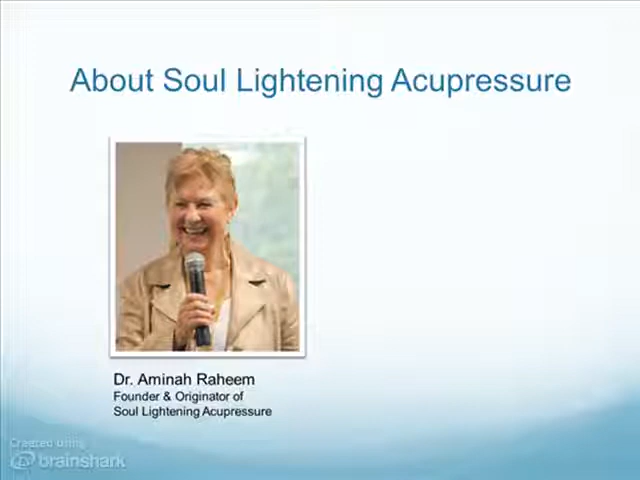 About Soul Lightening Acupressure
Dr. Aminah Raheem
Founder & Originator of
Soul Lightening Acupressure
Created using
brainshark